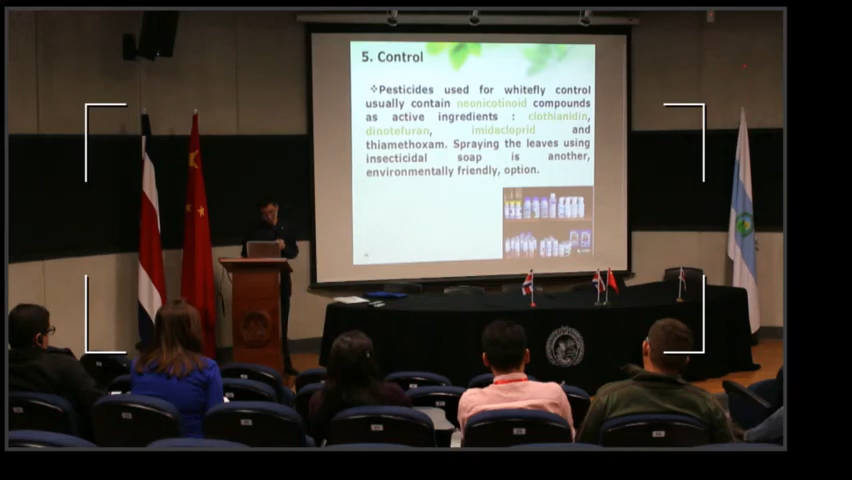 5. Control
❖Pesticides used for whitefly control
usually contain neonicotinoid compounds
as active ingredients : clothianidin,
dinotefuran, imidacloprid and
thiamethoxam. Spraying the leaves using
insecticidal soap is another,
environmentally friendly, option.